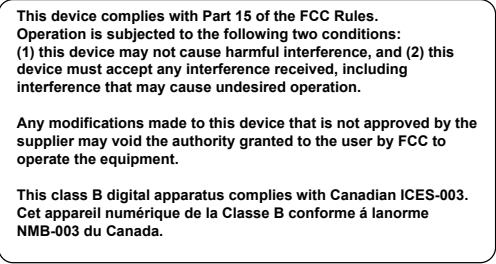 This device complies with Part 15 of the FCC Rules.
Operation is subjected to the following two conditions:
(1) this device may not cause harmful interference, and (2) this
device must accept any interference received, including
interference that may cause undesired operation.
Any modifications made to this device that is not approved by the
supplier may void the authority granted to the user by FCC to
operate the equipment.
This class B digital apparatus complies with Canadian ICES-003.
Cet appareil numérique de la Classe B conforme á lanorme
NMB-003 du Canada.